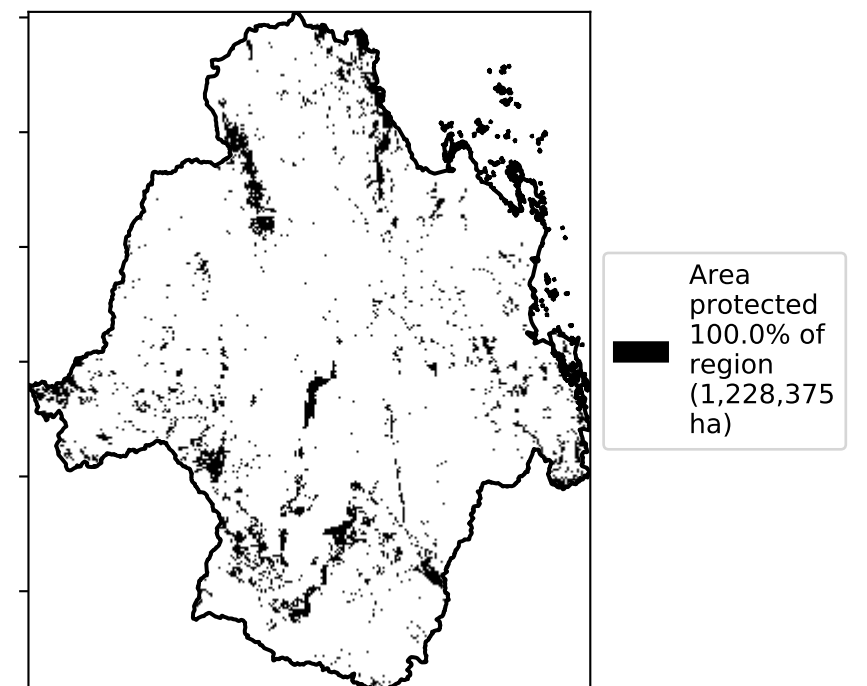 Area
protected
100.0% of
region
(1,228,375
ha)